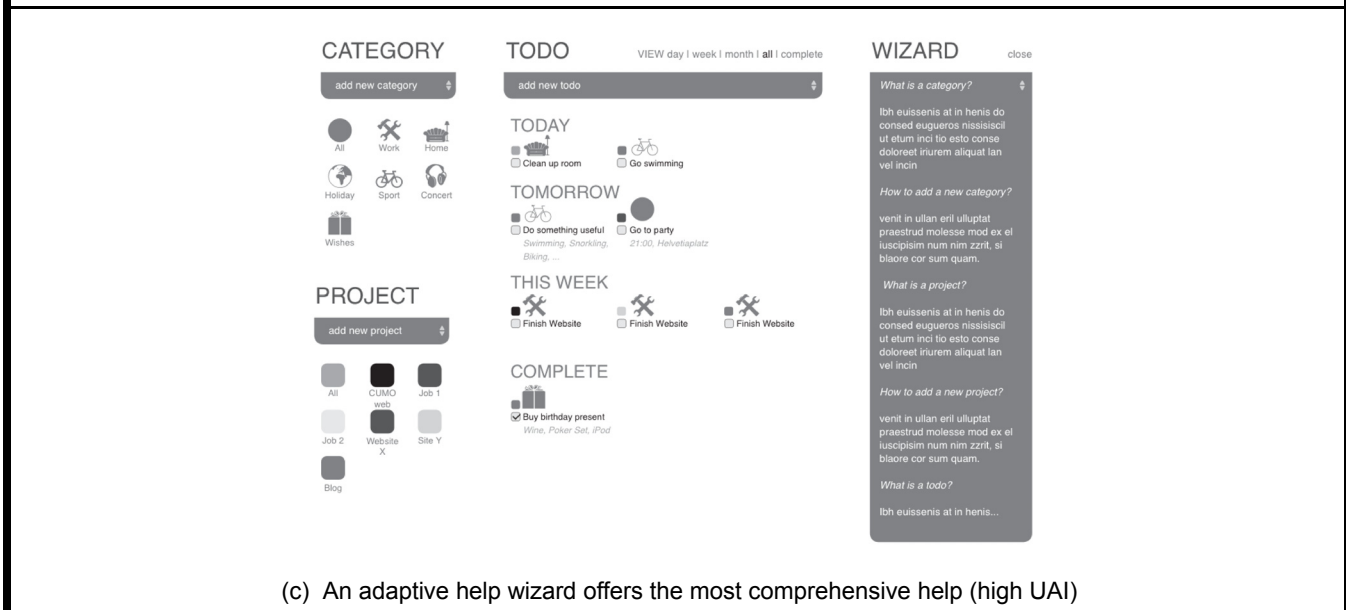 CATEGORY
add new category
All
Work
Home
Holiday
Sport
Concert
Wishes
PROJECT
add new project
All
CUMO
web
Job 1
Job 2
Website
X
Site Y
Blog
TODO
VIEW day I week I month I all I complete
add new todo
TODAY
Clean up room
Go swimming
TOMORROW
Do something useful
Swimming, Snorkling,
Biking, ...
Go to party
21:00, Helvetiaplatz
THIS WEEK
Finish Website
Finish Website
Finish Website
COMPLETE
Buy birthday present
Wine, Poker Set, iPod
WIZARD
close
What is a category?
Ibh euissenis at in henis do
consed eugueros nissisiscil
ut etum inci tio esto conse
doloreet iriurem aliquat lan
vel incin
How to add a new category?
venit in ullan eril ulluptat
praestrud molesse mod ex el
iuscipisim num nim zzrit, si
blaore cor sum quam.
What is a project?
Ibh euissenis at in henis do
consed eugueros nissisiscil
ut etum inci tio esto conse
doloreet iriurem aliquat lan
vel incin
How to add a new project?
venit in ullan eril ulluptat
praestrud molesse mod ex el
iuscipisim num nim zzrit, si
blaore cor sum quam.
What is a todo?
Ibh euissenis at in henis...
(c) An adaptive help wizard offers the most comprehensive help (high UAI)